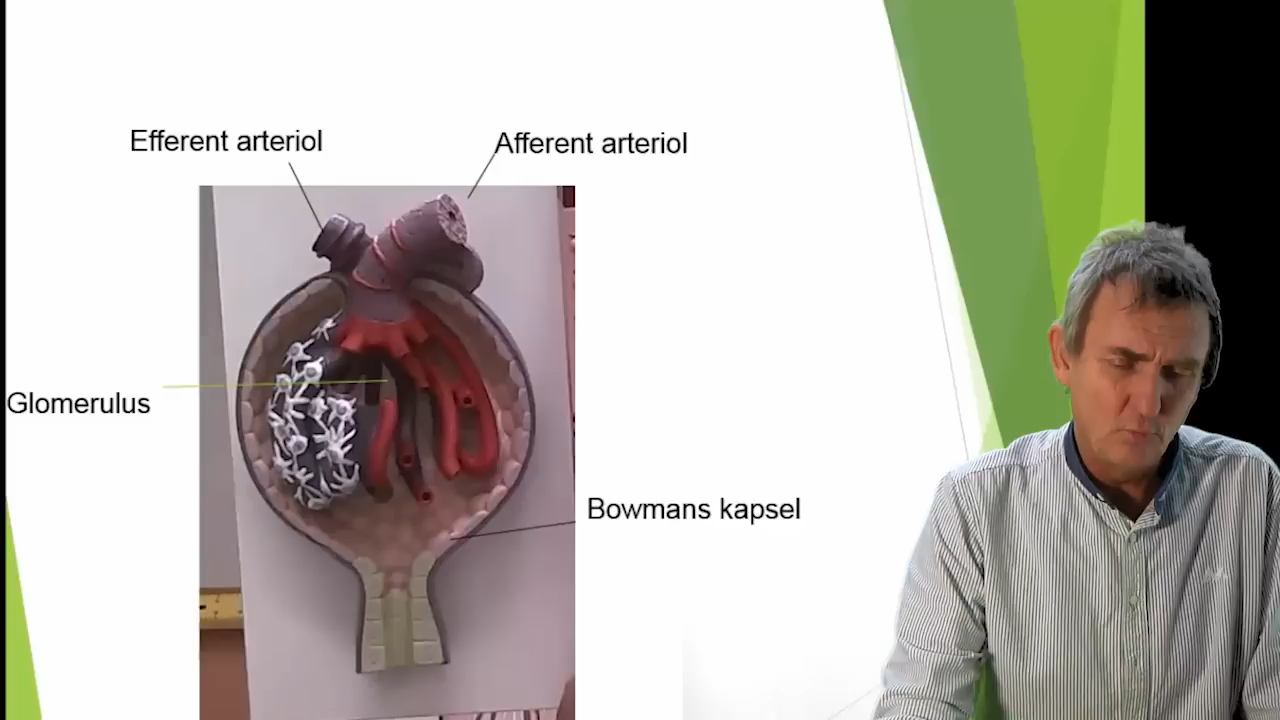 Efferent arteriol
Afferent arteriol
Glomerulus
Bowmans kapsel